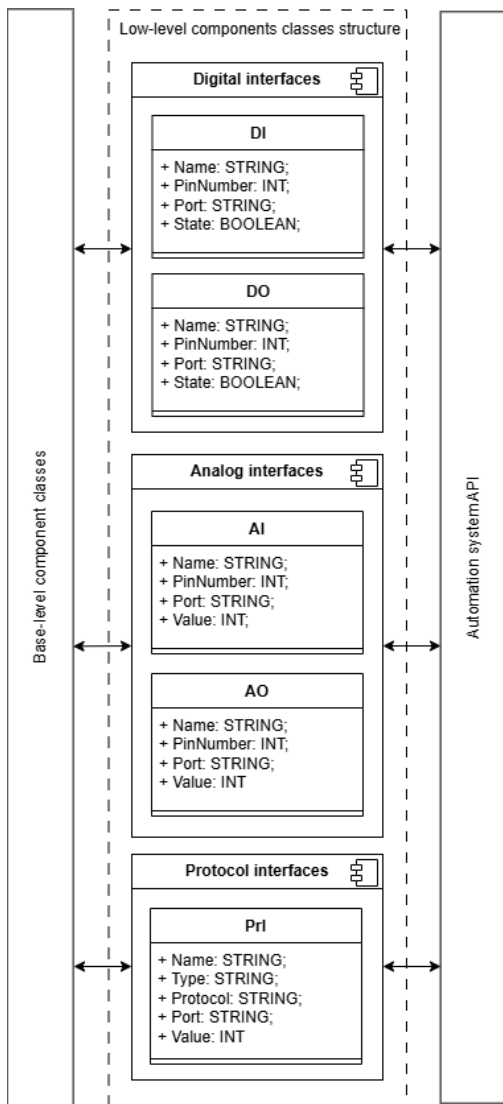 Low-level components classes structure
Digital interfaces
DI
+ Name: STRING;
+ PinNumber: INT;
+ Port: STRING;
+ State: BOOLEAN;
DO
+ Name: STRING;
+ PinNumber: INT;
+ Port: STRING;
+ State: BOOLEAN;
Analog interfaces
AI
+ Name: STRING;
+ PinNumber: INT;
+ Port: STRING;
+ Value: INT;
AO
+ Name: STRING;
+ PinNumber: INT;
+ Port: STRING;
+ Value: INT
Protocol interfaces
PrI
+ Name: STRING;
+ Type: STRING;
+ Protocol: STRING;
+ Port: STRING;
+ Value: INT
Base-level component classes
Automation system API